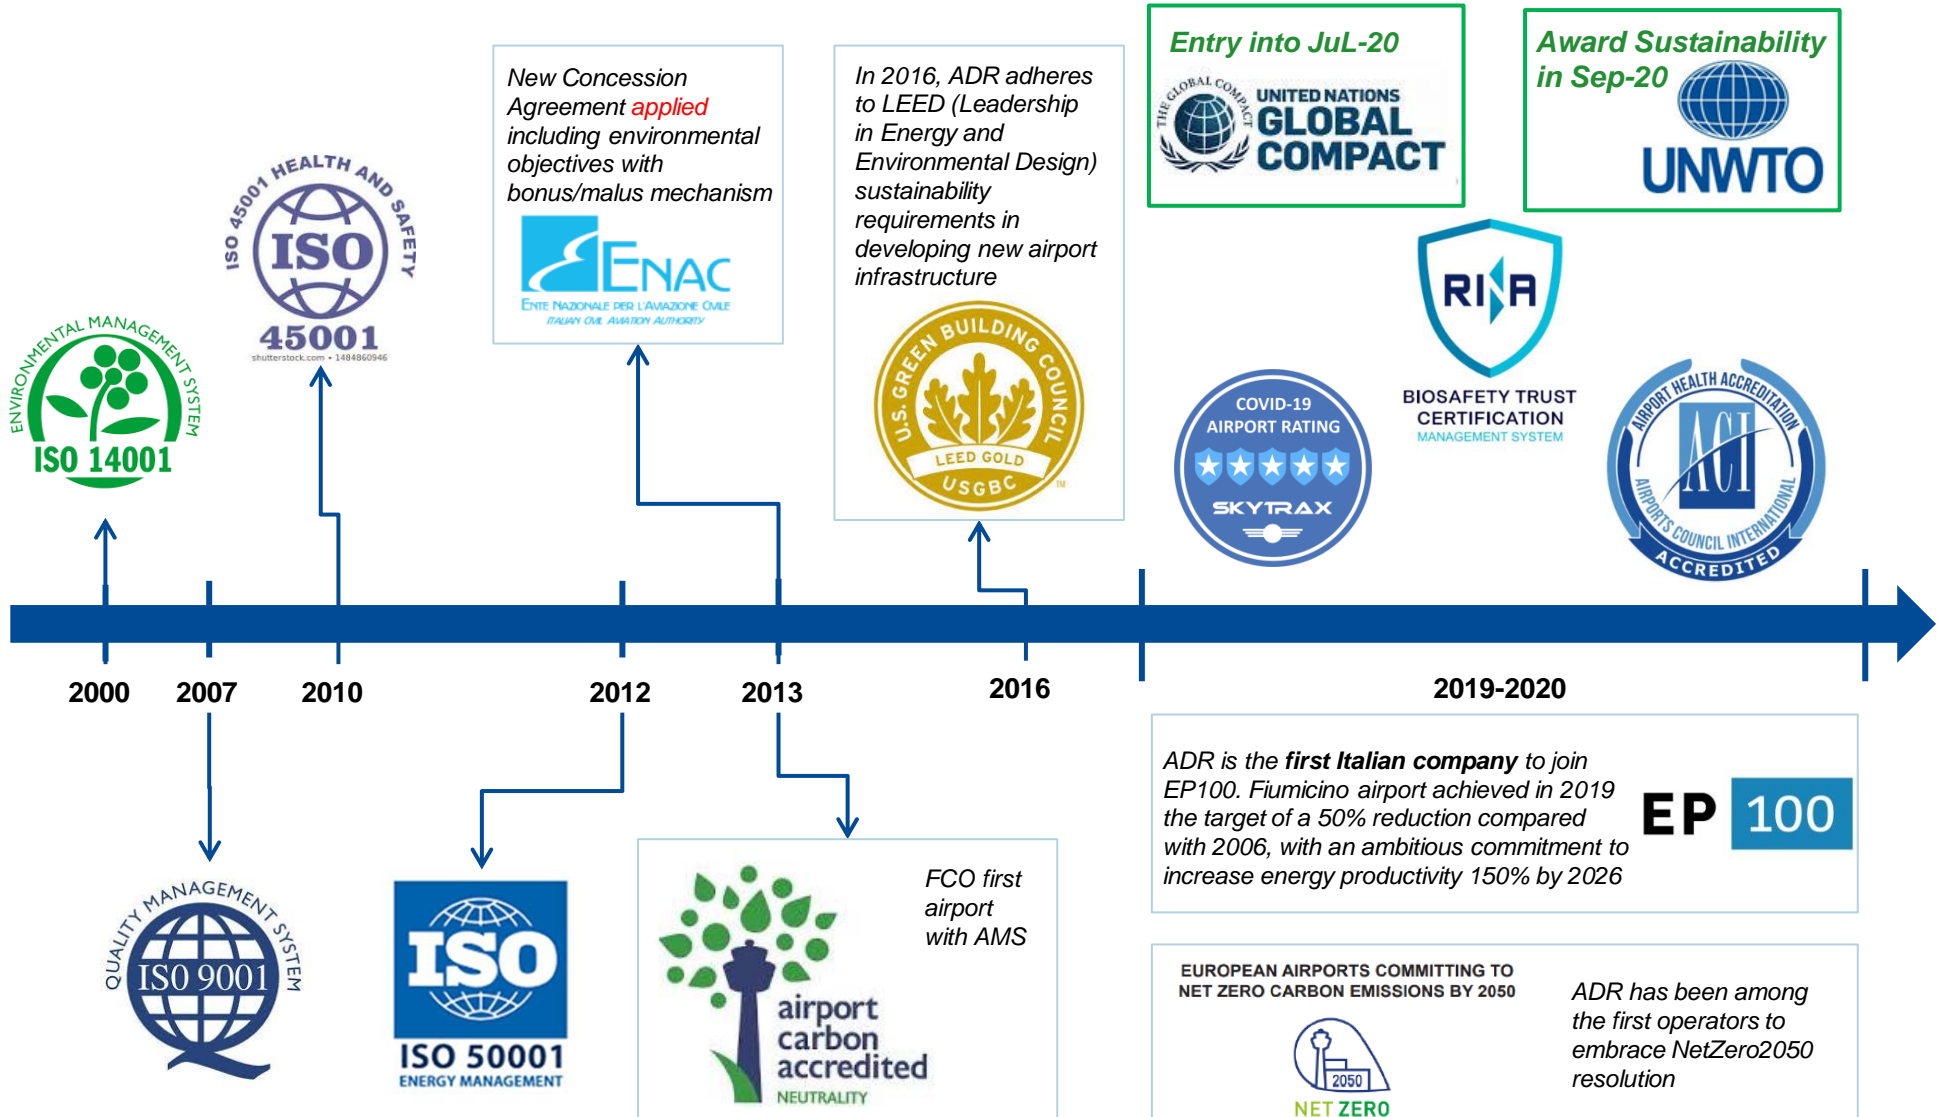 Entry into JuL-20
THE GLOBAL COMPACT
UNITED NATIONS
GLOBAL
COMPACT
Award Sustainability
in Sep-20
UNWTO
New Concession
Agreement applied
including environmental
objectives with
bonus/malus mechanism
ENAC
ENTE NAZIONALE PER L'AVIAZIONE CIVILE
ITALIAN CIVIL AVIATION AUTHORITY
In 2016, ADR adheres
to LEED (Leadership
in Energy and
Environmental Design)
sustainability
requirements in
developing new airport
infrastructure
U.S. GREEN BUILDING COUNCIL
LEED GOLD
USGBC
TM
ISO 45001 HEALTH AND SAFETY
ISO
45001
shutterstock.com • 1484860946
ENVIRONMENTAL MANAGEMENT SYSTEM
ISO 14001
RINA
BIOSAFETY TRUST
CERTIFICATION
MANAGEMENT SYSTEM
COVID-19
AIRPORT RATING
SKYTRAX
AIRPORT HEALTH ACCREDITATION
ACI
AIRPORTS COUNCIL INTERNATIONAL
ACCREDITED
2000
2007
2010
2012
2013
2016
2019-2020
QUALITY MANAGEMENT SYSTEM
ISO 9001
ISO
ISO 50001
ENERGY MANAGEMENT
FCO first
airport
with AMS
airport
carbon
accredited
NEUTRALITY
ADR is the first Italian company to join
EP100. Fiumicino airport achieved in 2019
the target of a 50% reduction compared
with 2006, with an ambitious commitment to
increase energy productivity 150% by 2026
EP 100
EUROPEAN AIRPORTS COMMITTING TO
NET ZERO CARBON EMISSIONS BY 2050
2050
NET ZERO
ADR has been among
the first operators to
embrace NetZero2050
resolution